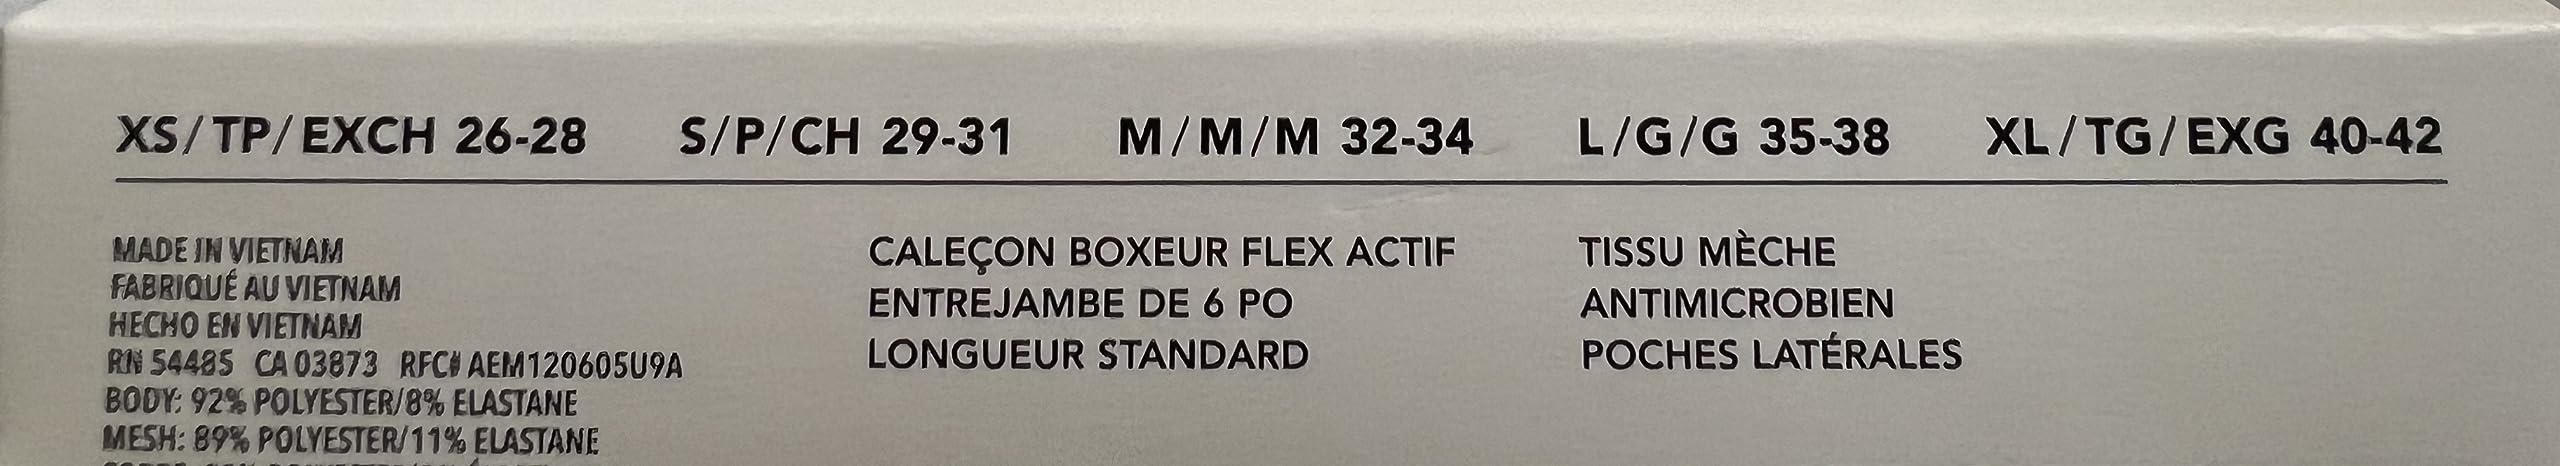 XS/TP/EXCH 26-28 S/P/CH 29-31 M/M/M 32-34 L/G/G 35-38 XL/TG/EXG 40-42
MADE IN VIETNAM
FABRIQUÉ AU VIETNAM
HECHO EN VIETNAM
RN 54485 CA 03873 RFC# AEM120605U9A
BODY: 92% POLYESTER/8% ELASTANE
MESH: 89% POLYESTER/11% ELASTANE
CALEÇON BOXEUR FLEX ACTIF
ENTREJAMBE DE 6 PO
LONGUEUR STANDARD
TISSU MÈCHE
ANTIMICROBIEN
POCHES LATÉRALES